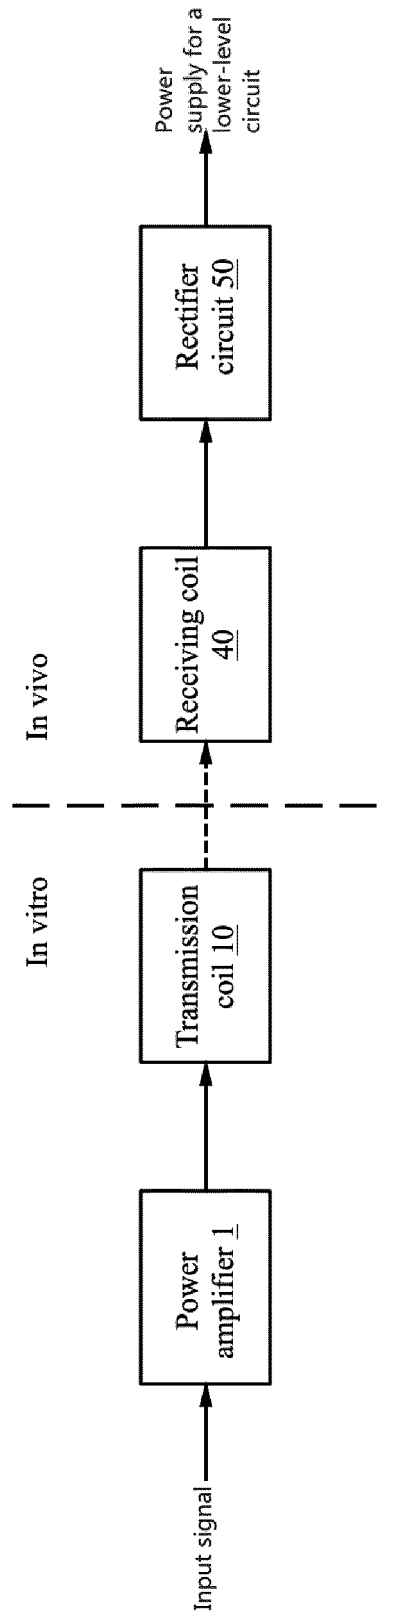 In vitro
In vivo
Input signal
Power
amplifier 1
Transmission
coil 10
Receiving coil
40
Rectifier
circuit 50
Power
supply for a
lower-level
circuit